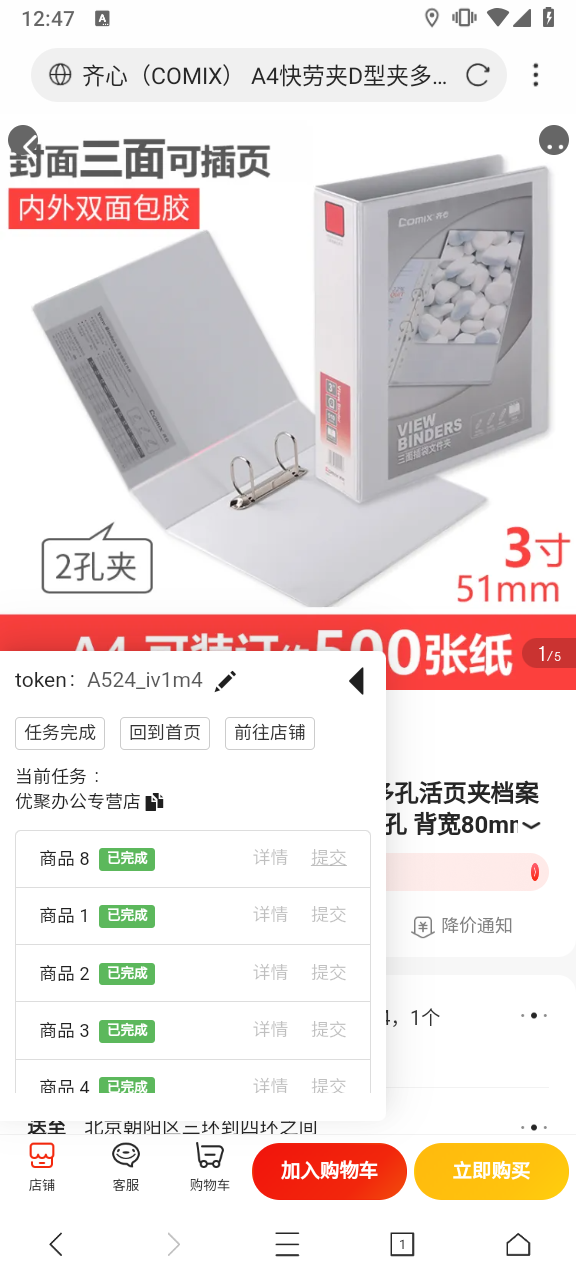 12:47
齐心（COMIX） A4快劳夹D型夹多...
封面三面可插页
内外双面包胶
COMIX 齐心
VIEW
BINDERS
三面插袋文件夹
2孔夹
3寸
51mm
500张纸
1/5
token： A524_iv1m4
任务完成 回到首页 前往店铺
当前任务：
优聚办公专营店
多孔活页夹档案
孔 背宽80mm
商品 8 已完成 详情 提交
商品 1 已完成 详情 提交
降价通知
商品 2 已完成 详情 提交
商品 3 已完成 详情 提交
4，1个
商品 4 已完成 详情 提交
送至 北京朝阳区三环到四环之间
店铺 客服 购物车 加入购物车 立即购买
1